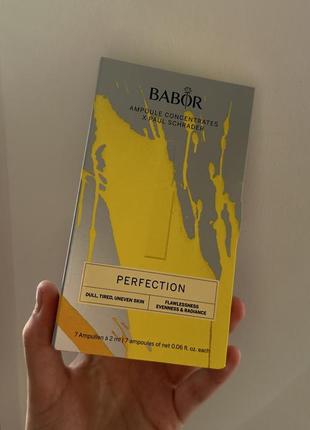 BABOR
AMPOULE CONCENTRATES
X PAUL SCHRADER
PERFECTION
DULL, TIRED, UNEVEN SKIN
FLAWLESSNESS
EVENNESS & RADIANCE
7 Ampullen à 2 ml | 7 ampoules of net 0.06 fl. oz. each